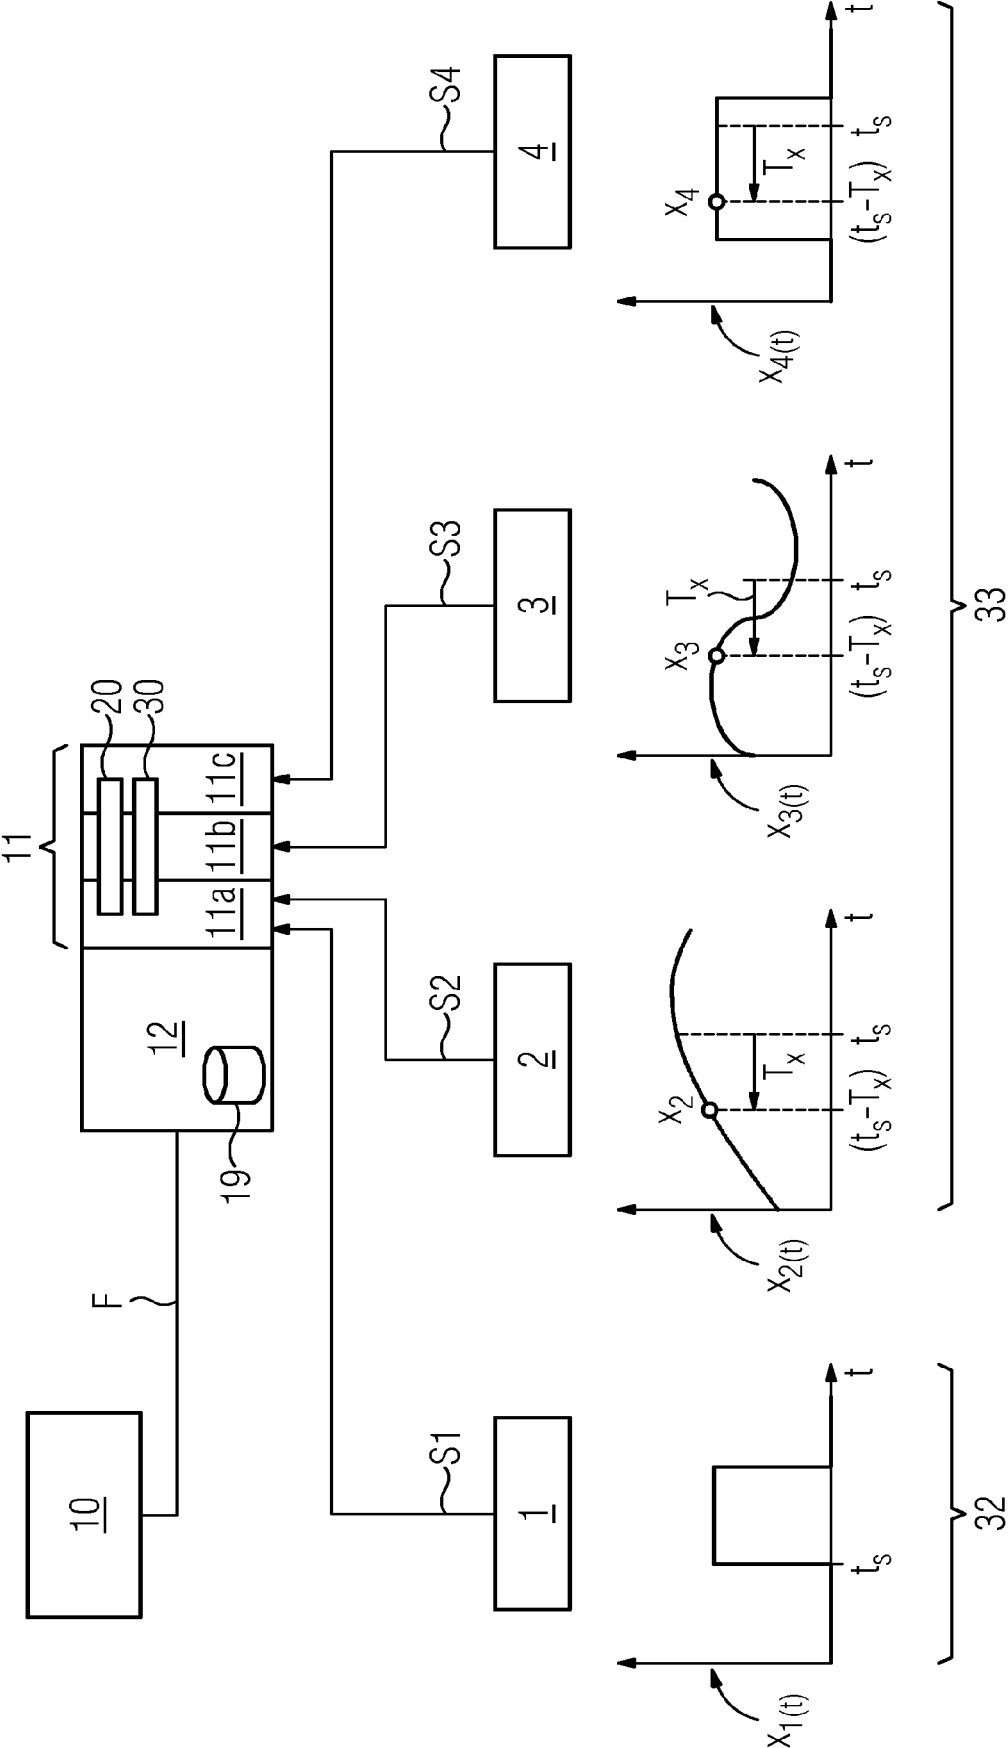 10
F
12
19
11
20
30
11a
11b
11c
S1
S2
S3
S4
1
2
3
4
x1(t)
ts
t
x2(t)
x2
Tx
(ts-Tx)
ts
t
x3(t)
x3
Tx
(ts-Tx)
ts
t
x4(t)
x4
Tx
(ts-Tx)
ts
t
32
33